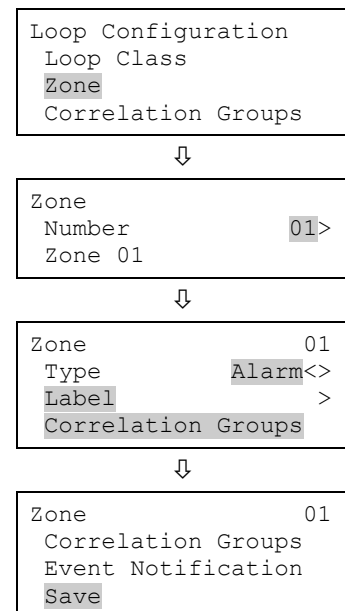 Loop Configuration
Loop Class
Zone
Correlation Groups
⇩
Zone
Number 01>
Zone 01
⇩
Zone 01
Type Alarm<>
Label >
Correlation Groups
⇩
Zone 01
Correlation Groups
Event Notification
Save